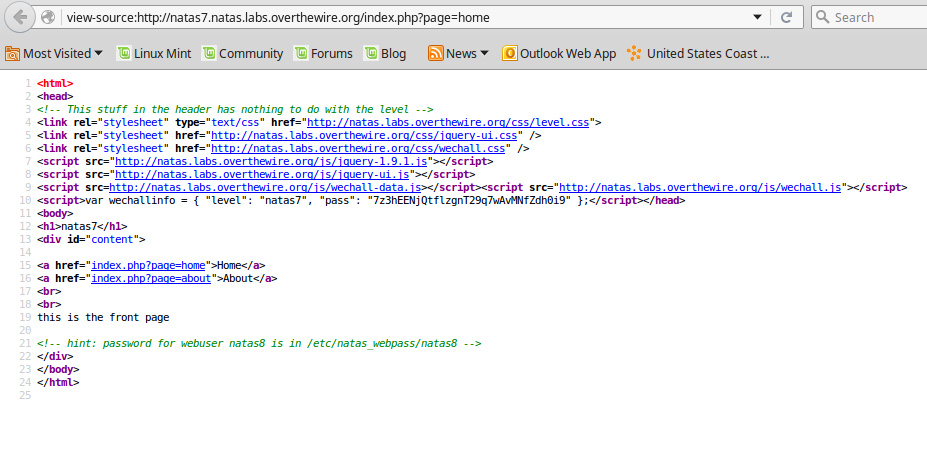 view-source:http://natas7.natas.labs.overthewire.org/index.php?page=home Search
Most Visited Linux Mint Community Forums Blog News Outlook Web App United States Coast ...
1 <html>
2 <head>
3 <!-- This stuff in the header has nothing to do with the level -->
4 <link rel="stylesheet" type="text/css" href="http://natas.labs.overthewire.org/css/level.css">
5 <link rel="stylesheet" href="http://natas.labs.overthewire.org/css/jquery-ui.css" />
6 <link rel="stylesheet" href="http://natas.labs.overthewire.org/css/wechall.css" />
7 <script src="http://natas.labs.overthewire.org/js/jquery-1.9.1.js"></script>
8 <script src="http://natas.labs.overthewire.org/js/jquery-ui.js"></script>
9 <script src=http://natas.labs.overthewire.org/js/wechall-data.js></script><script src="http://natas.labs.overthewire.org/js/wechall.js"></script>
10 <script>var wechallinfo = { "level": "natas7", "pass": "7z3hEENjQtflzgnT29q7wAvMNfZdh0i9" };</script></head>
11 <body>
12 <h1>natas7</h1>
13 <div id="content">
14
15 <a href="index.php?page=home">Home</a>
16 <a href="index.php?page=about">About</a>
17 <br>
18 <br>
19 this is the front page
20
21 <!-- hint: password for webuser natas8 is in /etc/natas_webpass/natas8 -->
22 </div>
23 </body>
24 </html>
25